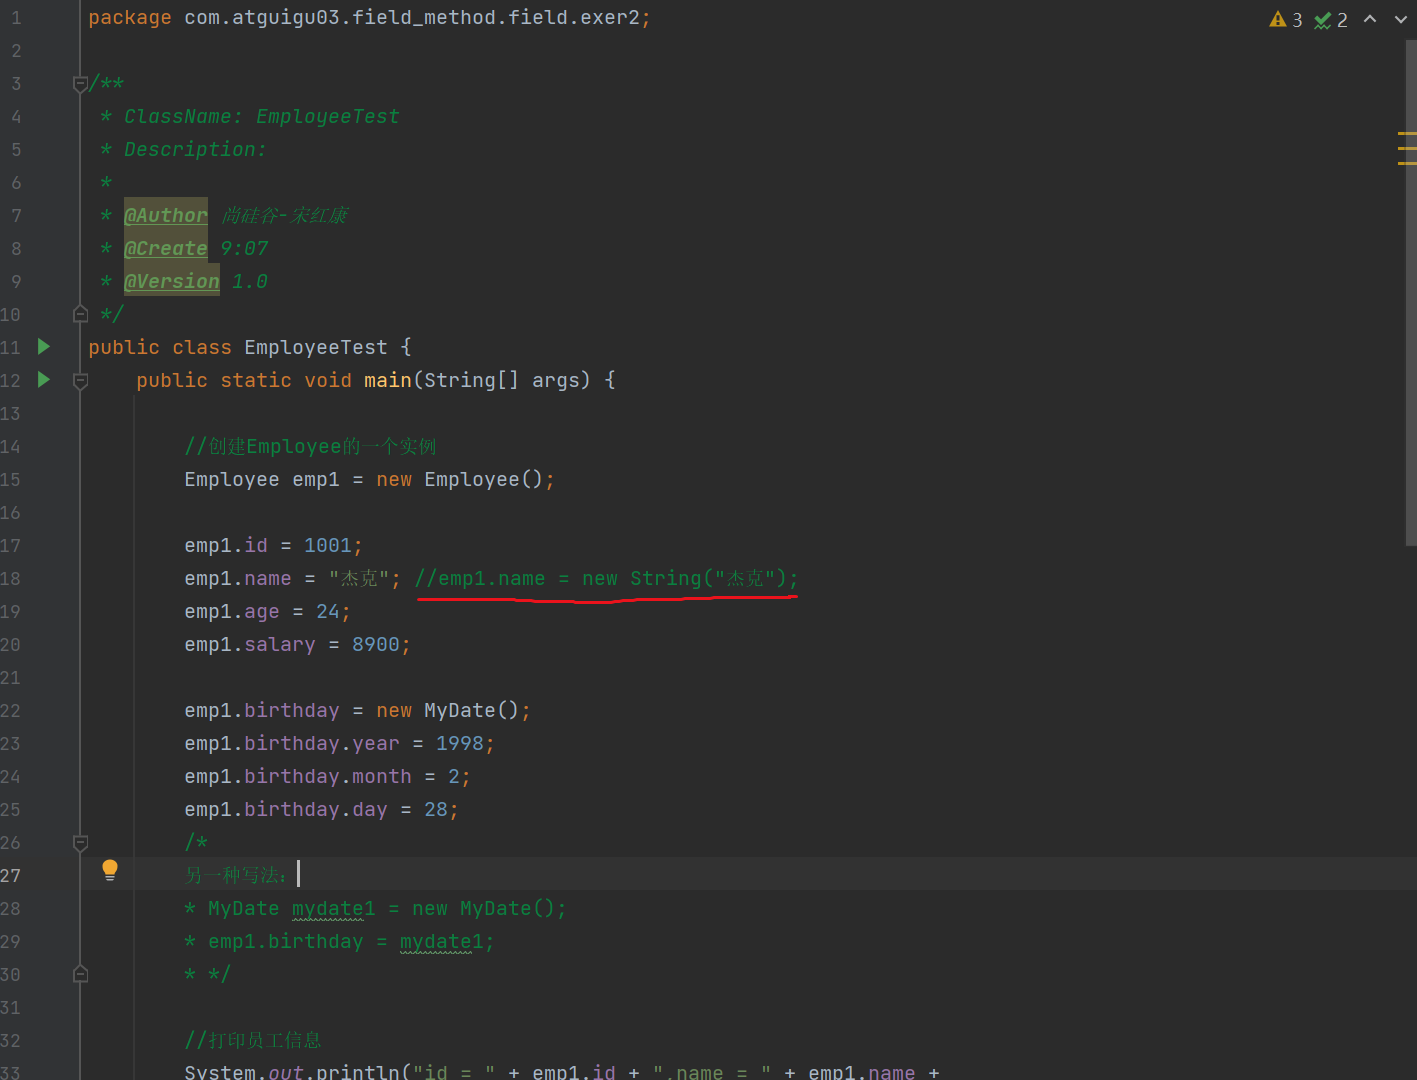 1 package com.atguigu03.field_method.field.exer2;
2
3 /**
4 * ClassName: EmployeeTest
5 * Description:
6 *
7 * @Author 尚硅谷-宋红康
8 * @Create 9:07
9 * @Version 1.0
10 */
11 public class EmployeeTest {
12 public static void main(String[] args) {
13
14 //创建Employee的一个实例
15 Employee emp1 = new Employee();
16
17 emp1.id = 1001;
18 emp1.name = "杰克"; //emp1.name = new String("杰克");
19 emp1.age = 24;
20 emp1.salary = 8900;
21
22 emp1.birthday = new MyDate();
23 emp1.birthday.year = 1998;
24 emp1.birthday.month = 2;
25 emp1.birthday.day = 28;
26 /*
27 另一种写法：
28 * MyDate mydate1 = new MyDate();
29 * emp1.birthday = mydate1;
30 * */
31
32 //打印员工信息
33 System.out.println("id = " + emp1.id + ",name = " + emp1.name +
3 2